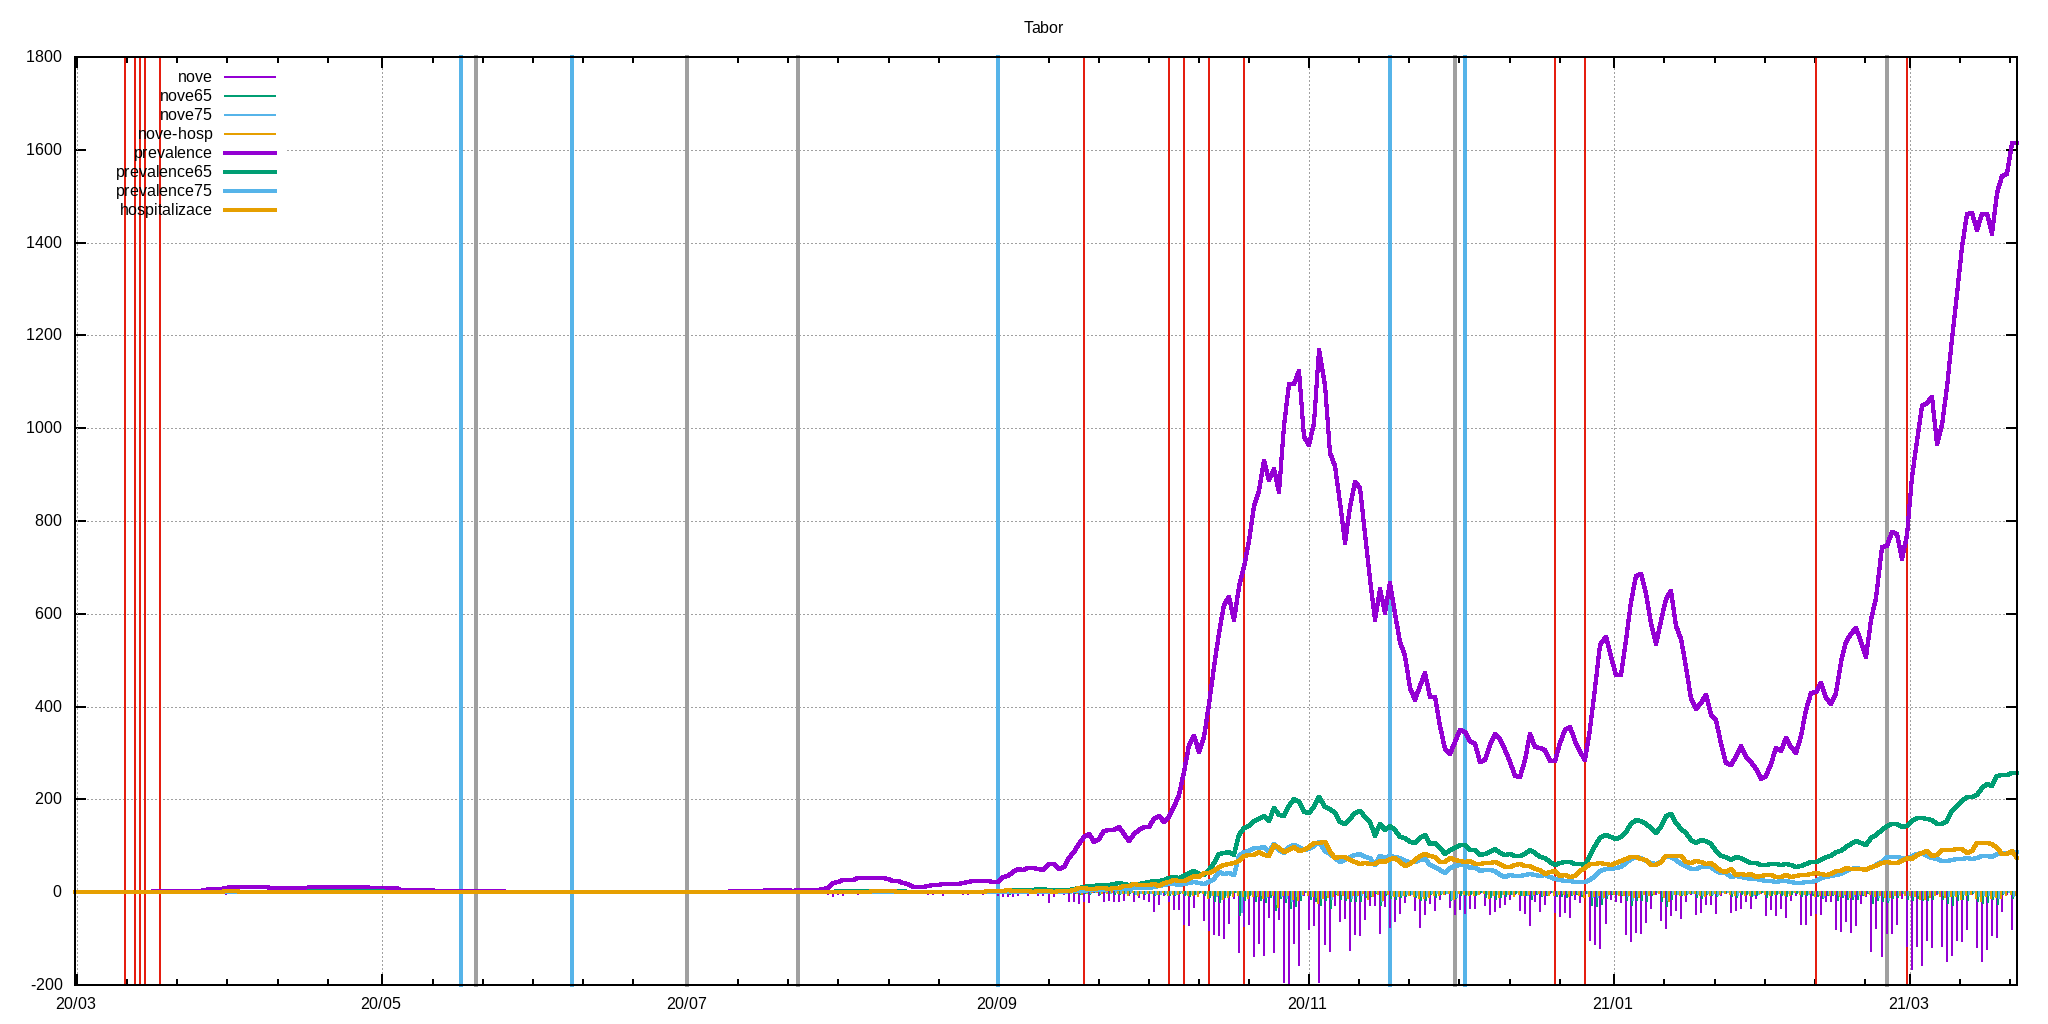 Tabor
1800
1600
1400
1200
1000
800
600
400
200
0
-200
nove
nove65
nove75
nove-hosp
prevalence
prevalence65
prevalence75
hospitalizace
20/03 20/05 20/07 20/09 20/11 21/01 21/03